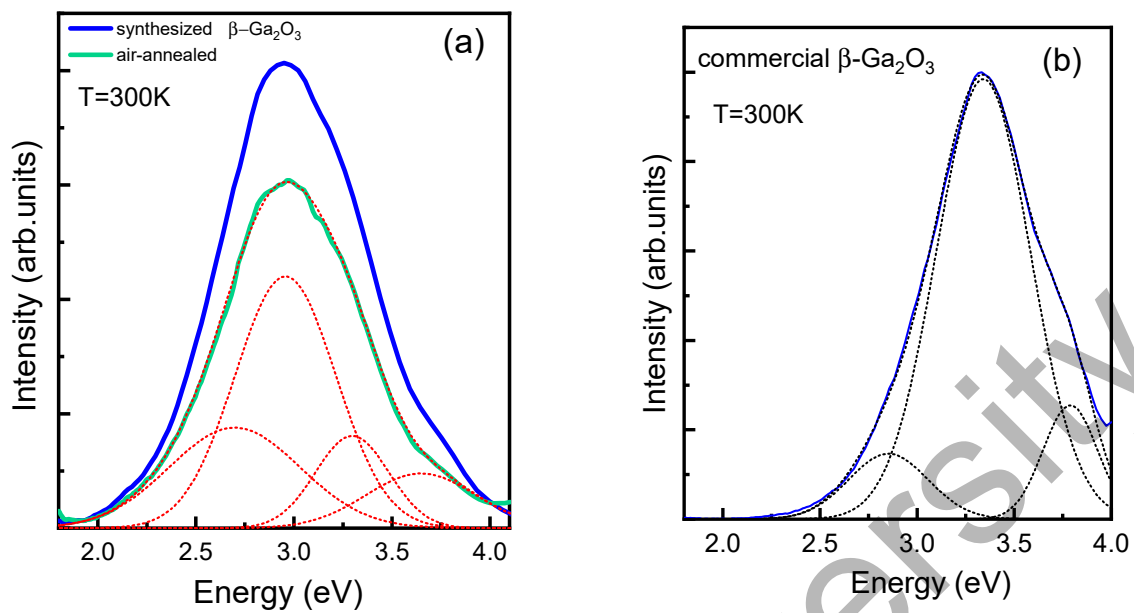 synthesized β–Ga2O3
air-annealed
(a)
T=300K
Intensity (arb.units)
2.0 2.5 3.0 3.5 4.0
Energy (eV)
commercial β-Ga2O3
(b)
T=300K
Intensity (arb.units)
2.0 2.5 3.0 3.5 4.0
Energy (eV)
ersity